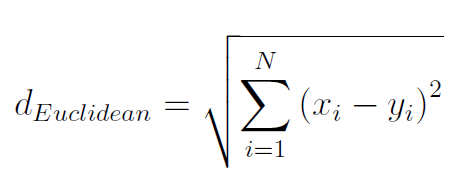 d_{Euclidean} = \sqrt{\sum_{i=1}^{N} (x_i - y_i)^2}